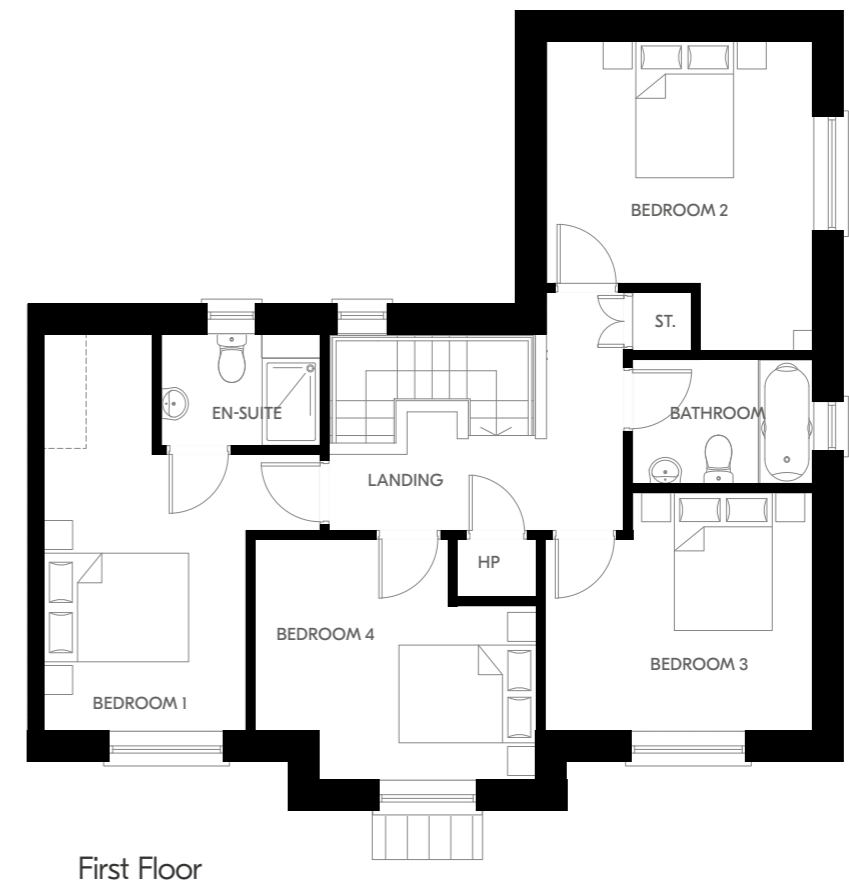 BEDROOM 2
ST.
EN-SUITE
BATHROOM
LANDING
HP
BEDROOM 4
BEDROOM 3
BEDROOM 1
First Floor